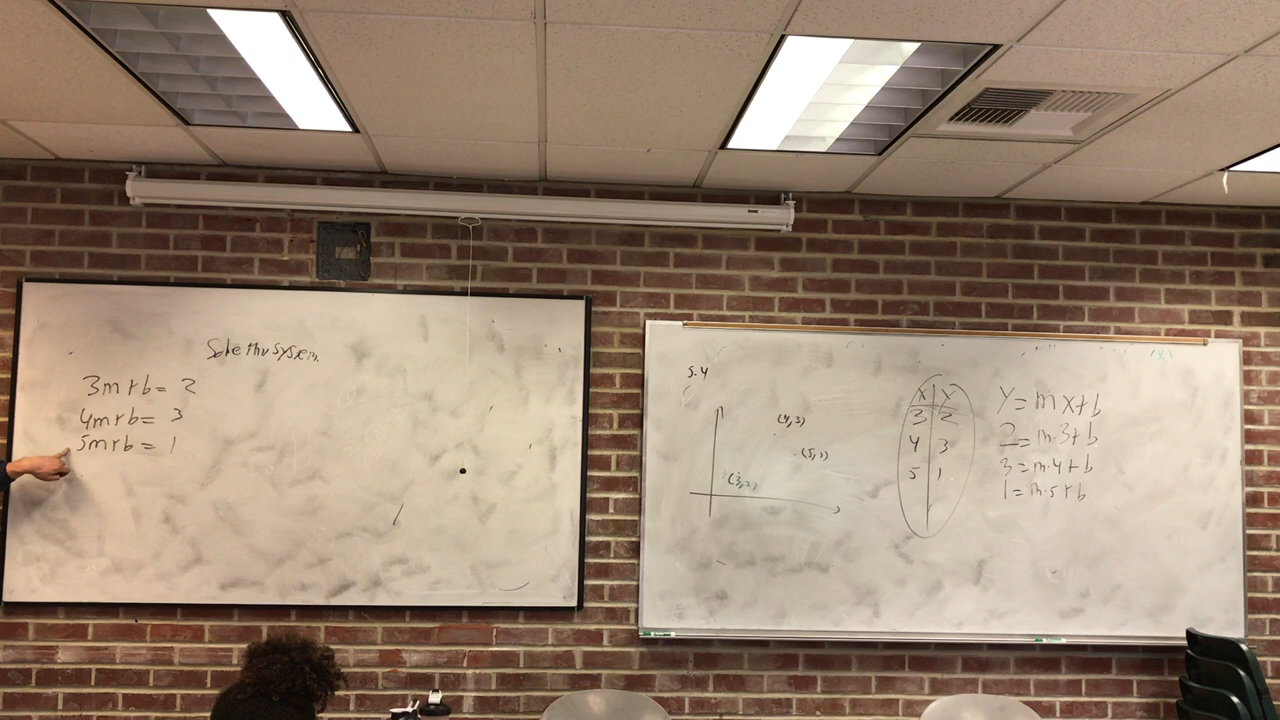 Solve the system.
3m+b= 2
4m+b= 3
5m+b= 1
5.4
(4,3)
(5,1)
(3,2)
X Y
3 2
4 3
5 1
Y=mx+b
2=m·3+b
3=m·4+b
1=m·5+b